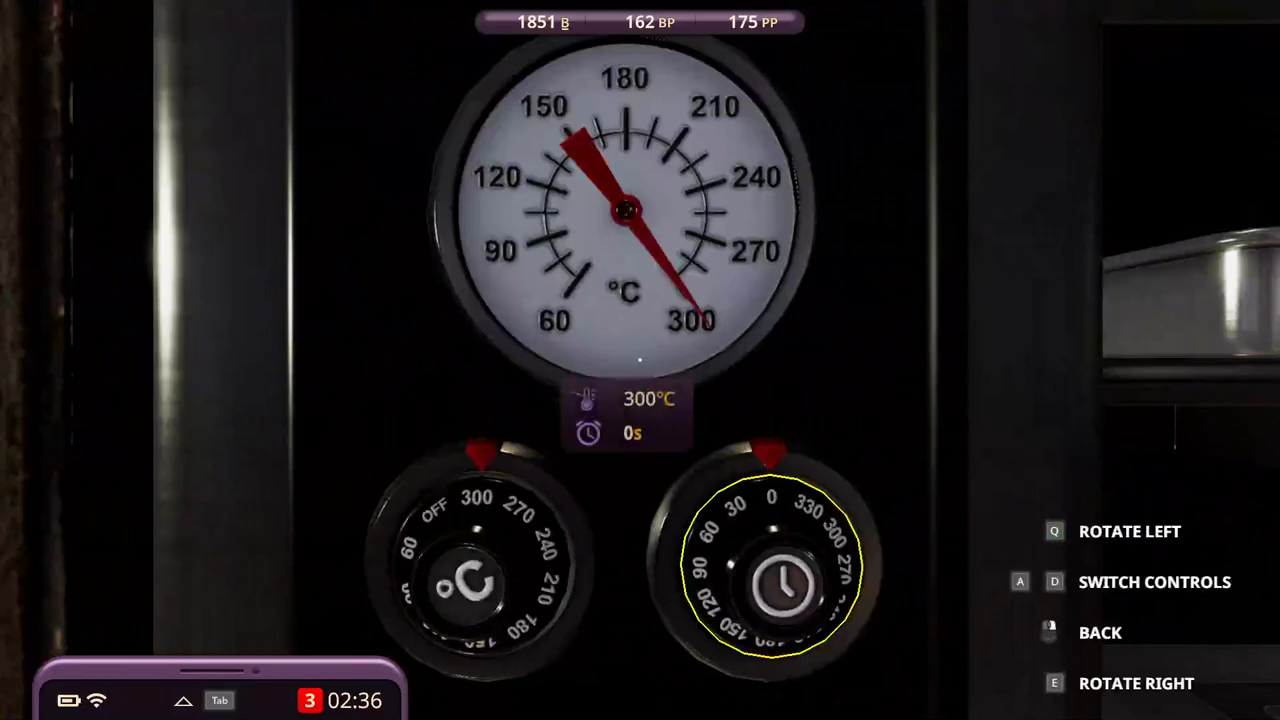 1851 B 162 BP 175 PP
180
150 210
120 240
90 270
°C
60 300
300°C
0s
OFF 300 270 240 210 180 150 60
°C
0 330 300 270 150 120 90 60 30
Q ROTATE LEFT
A D SWITCH CONTROLS
BACK
E ROTATE RIGHT
Tab 3 02:36